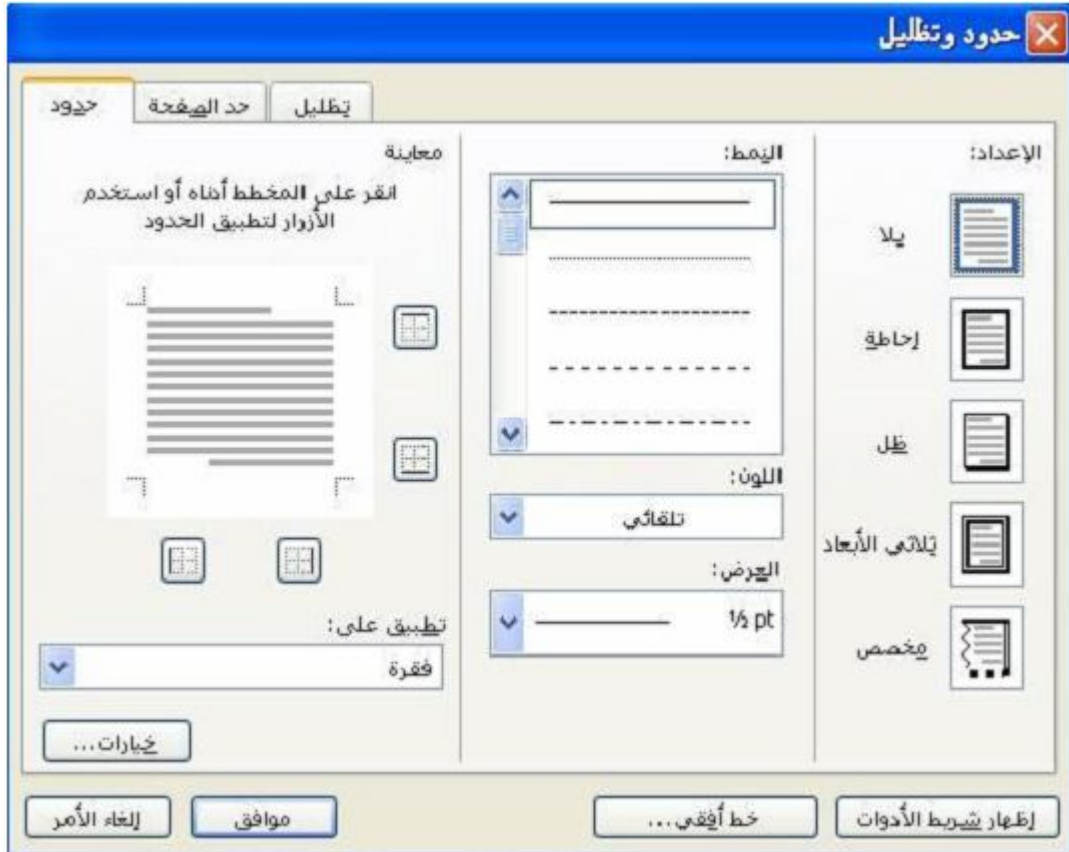 حدود وتظليل
تظليل
حد الصفحة
حدود
الإعداد:
بلا
إحاطة
ظل
ثلاثي الأبعاد
مخصص
النمط:
اللون:
تلقائي
العرض:
½ pt
معاينة
انقر على المخطط أدناه أو استخدم
الأزرار لتطبيق الحدود
تطبيق على:
فقرة
خيارات...
إظهار شريط الأدوات
خط أفقي...
موافق
إلغاء الأمر